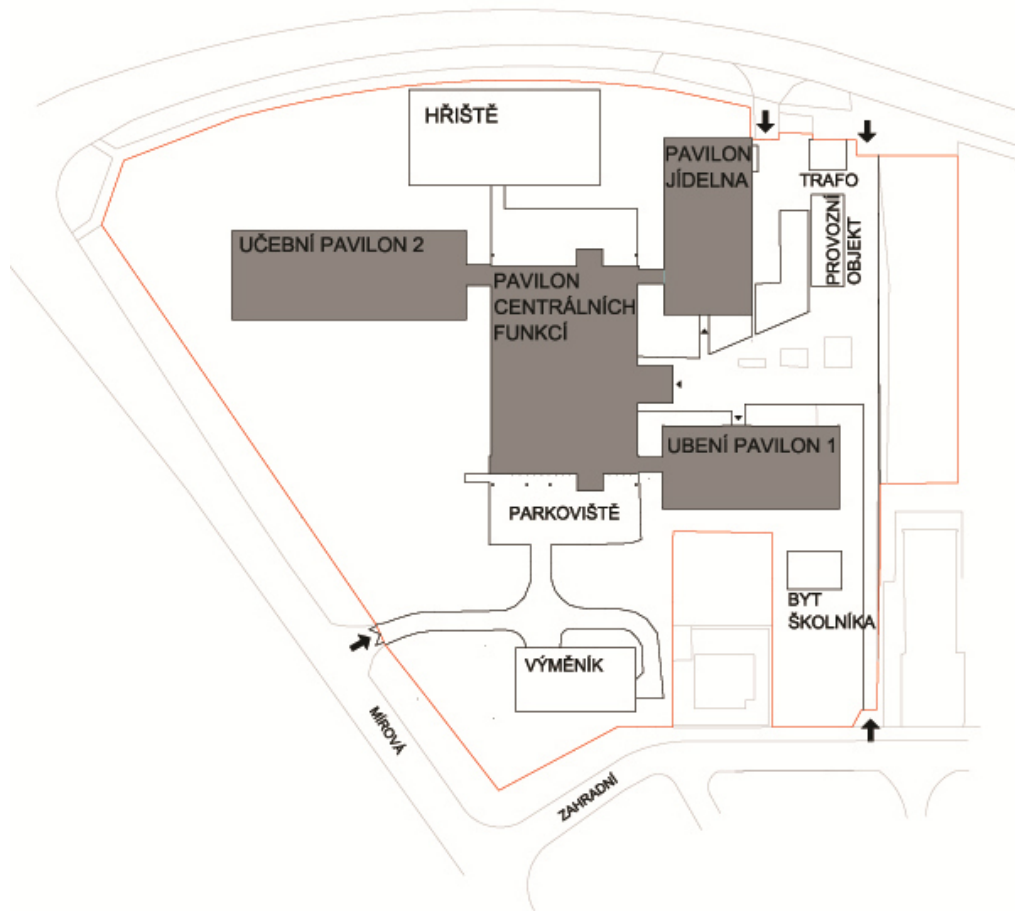 HŘIŠTĚ
PAVILON
JÍDELNA
TRAFO
PROVOZNÍ
OBJEKT
UČEBNÍ PAVILON 2
PAVILON
CENTRÁLNÍCH
FUNKCÍ
UBENÍ PAVILON 1
PARKOVIŠTĚ
BYT
ŠKOLNÍKA
VÝMĚNÍK
MÍROVÁ
ZAHRADNÍ